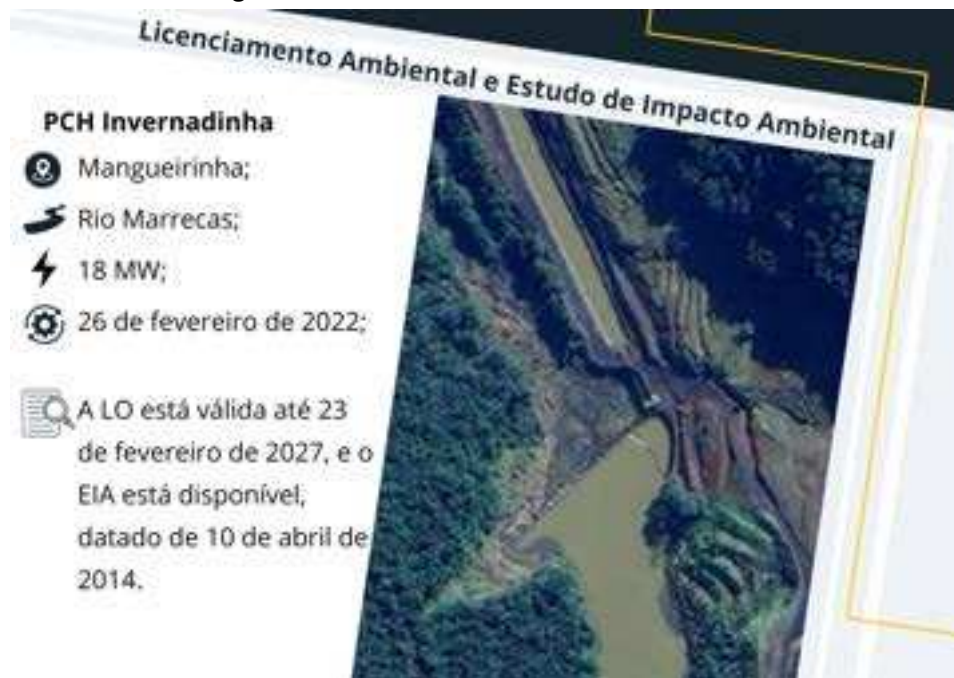 Licenciamento Ambiental e Estudo de Impacto Ambiental
PCH Invernadinha
Mangueirinha;
Rio Marrecas;
18 MW;
26 de fevereiro de 2022;
A LO está válida até 23
de fevereiro de 2027, e o
EIA está disponível,
datado de 10 de abril de
2014.